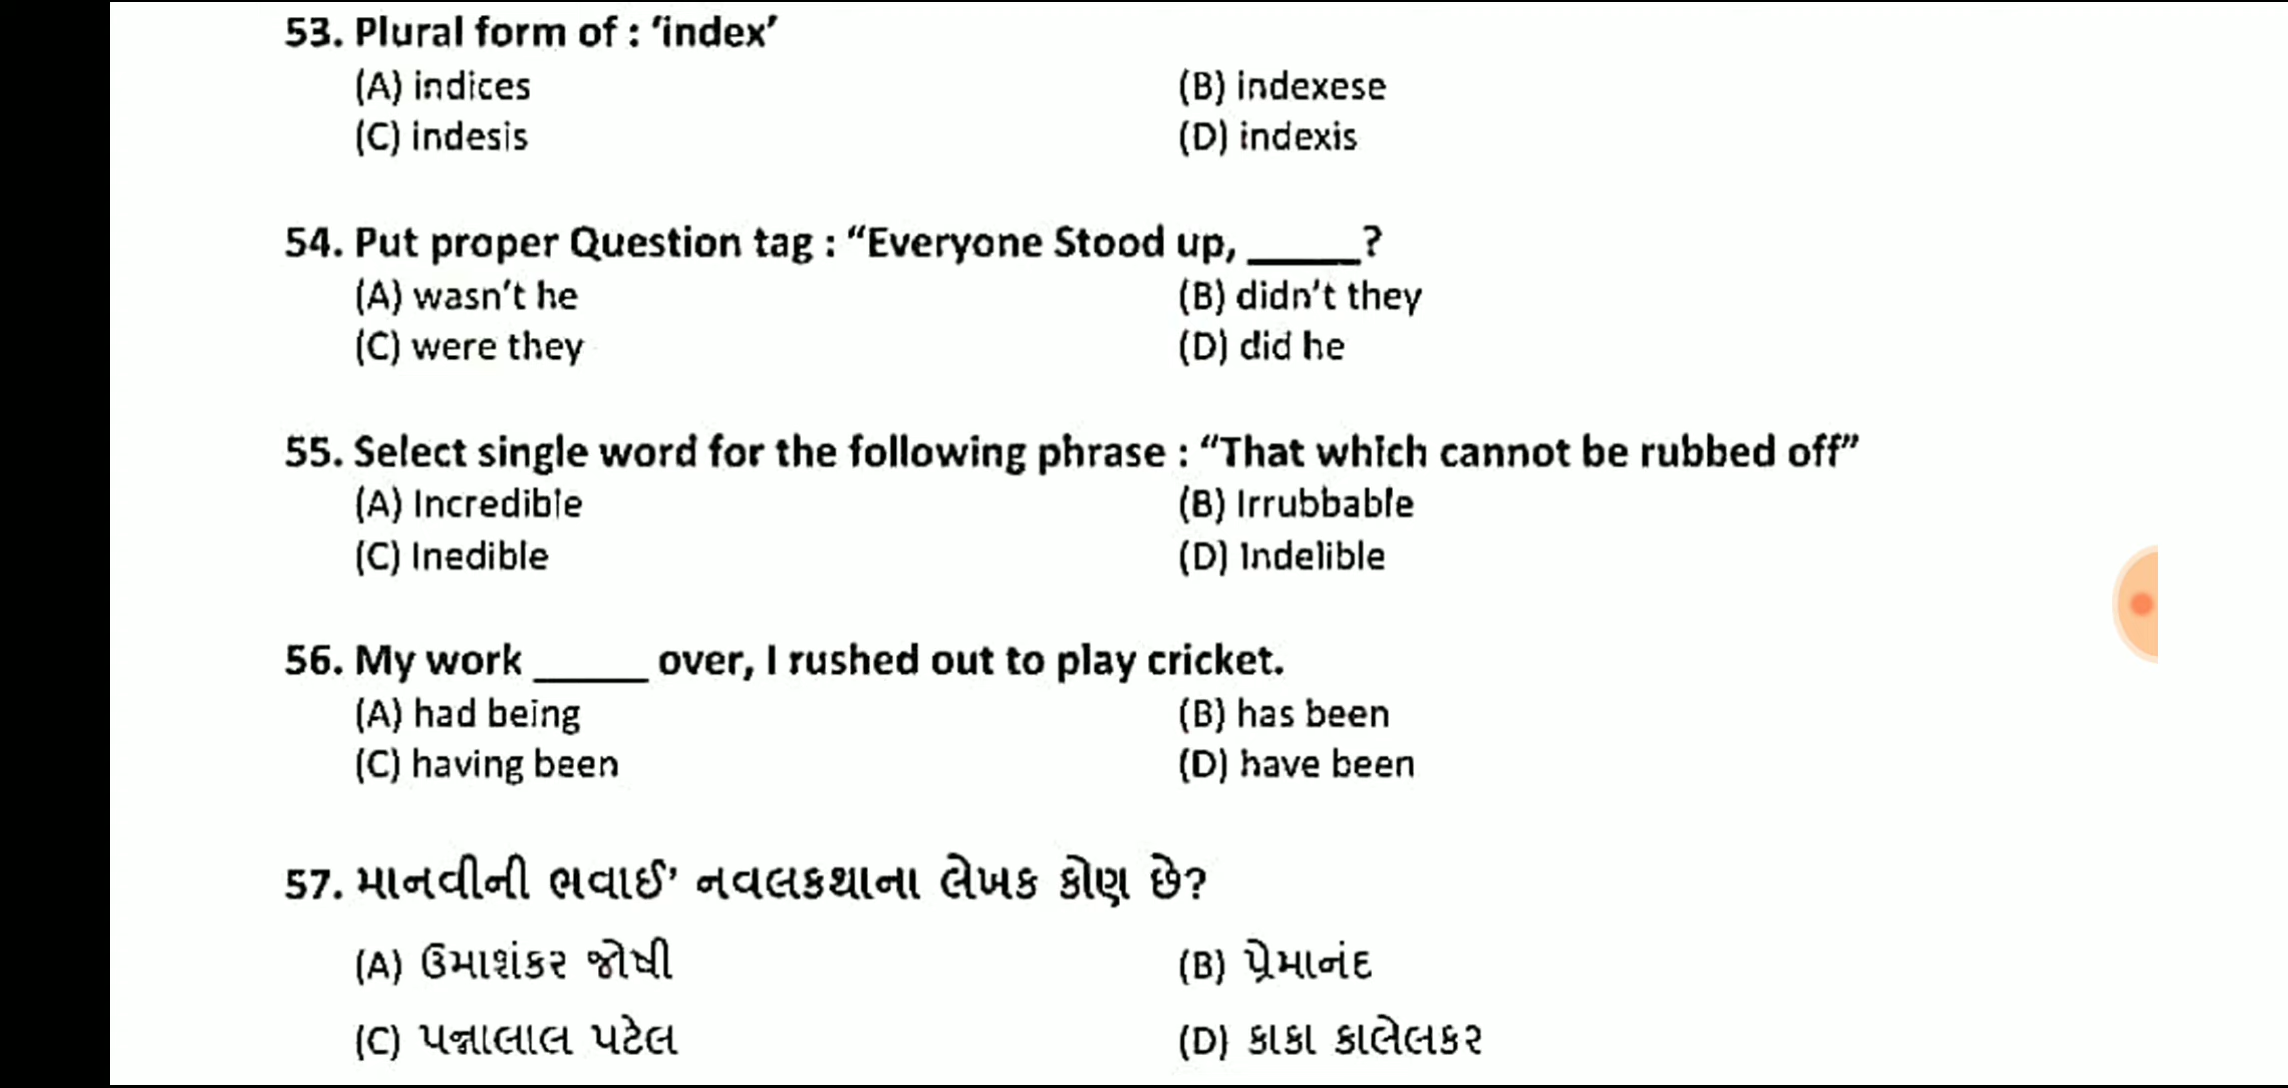 53. Plural form of : ‘index’
(A) indices (B) indexese
(C) indesis (D) indexis
54. Put proper Question tag : “Everyone Stood up, _____?
(A) wasn’t he (B) didn’t they
(C) were they (D) did he
55. Select single word for the following phrase : “That which cannot be rubbed off”
(A) Incredible (B) Irrubbable
(C) Inedible (D) Indelible
56. My work _____ over, I rushed out to play cricket.
(A) had being (B) has been
(C) having been (D) have been
57. માનવીની ભવાઈ’ નવલકથાના લેખક કોણ છે?
(A) ઉમાશંકર જોષી (B) પ્રેમાનંદ
(C) પન્નાલાલ પટેલ (D) કાકા કાલેલકર